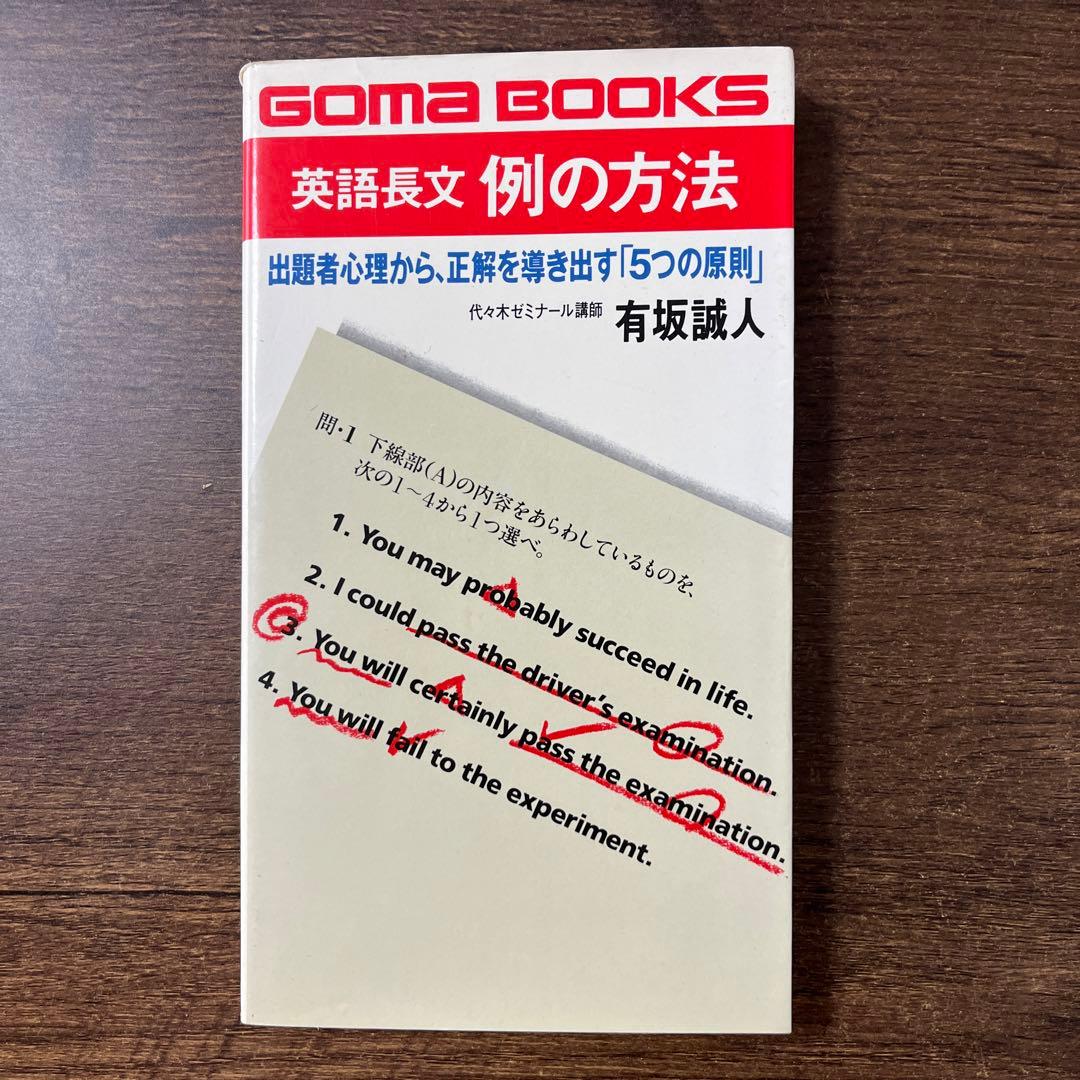 GOMA BOOKS
英語長文 例の方法
出題者心理から、正解を導き出す「5つの原則」
代々木ゼミナール講師 有坂誠人
問・1 下線部(A)の内容をあらわしているものを、
次の1〜4から1つ選べ。
1. You may probably succeed in life.
2. I could pass the driver's examination.
3. You will certainly pass the examination.
4. You will fail to the experiment.